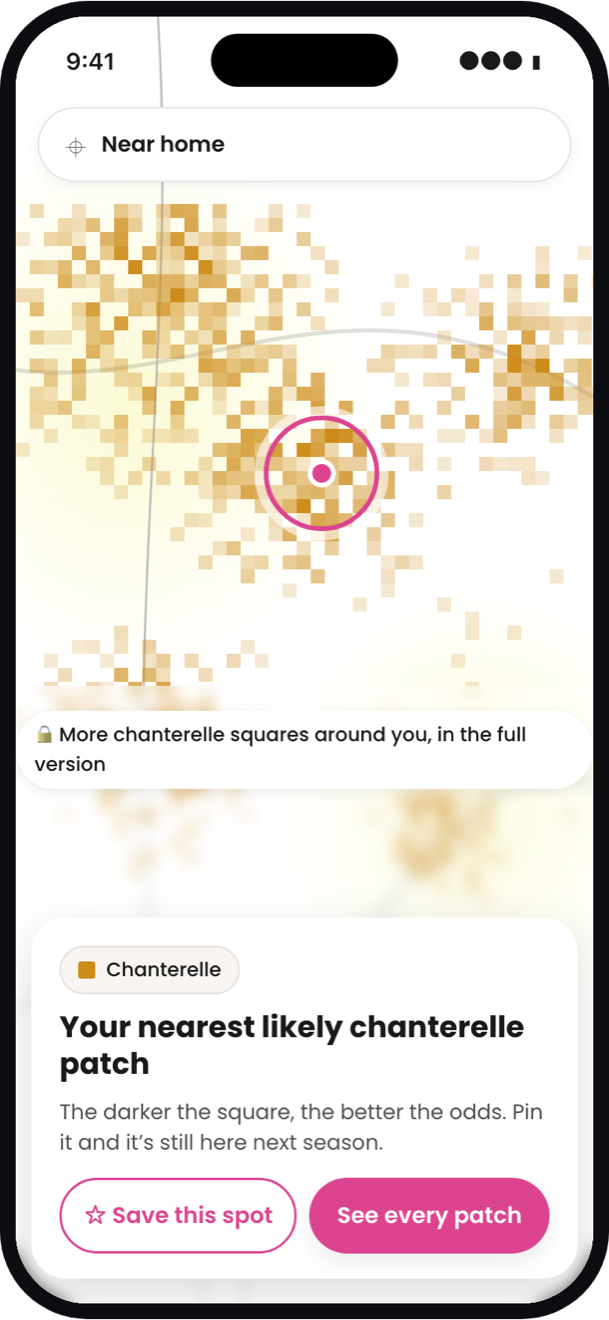 9:41
Near home
🔒 More chanterelle squares around you, in the full
version
Chanterelle
Your nearest likely chanterelle
patch
The darker the square, the better the odds. Pin
it and it’s still here next season.
☆ Save this spot
See every patch